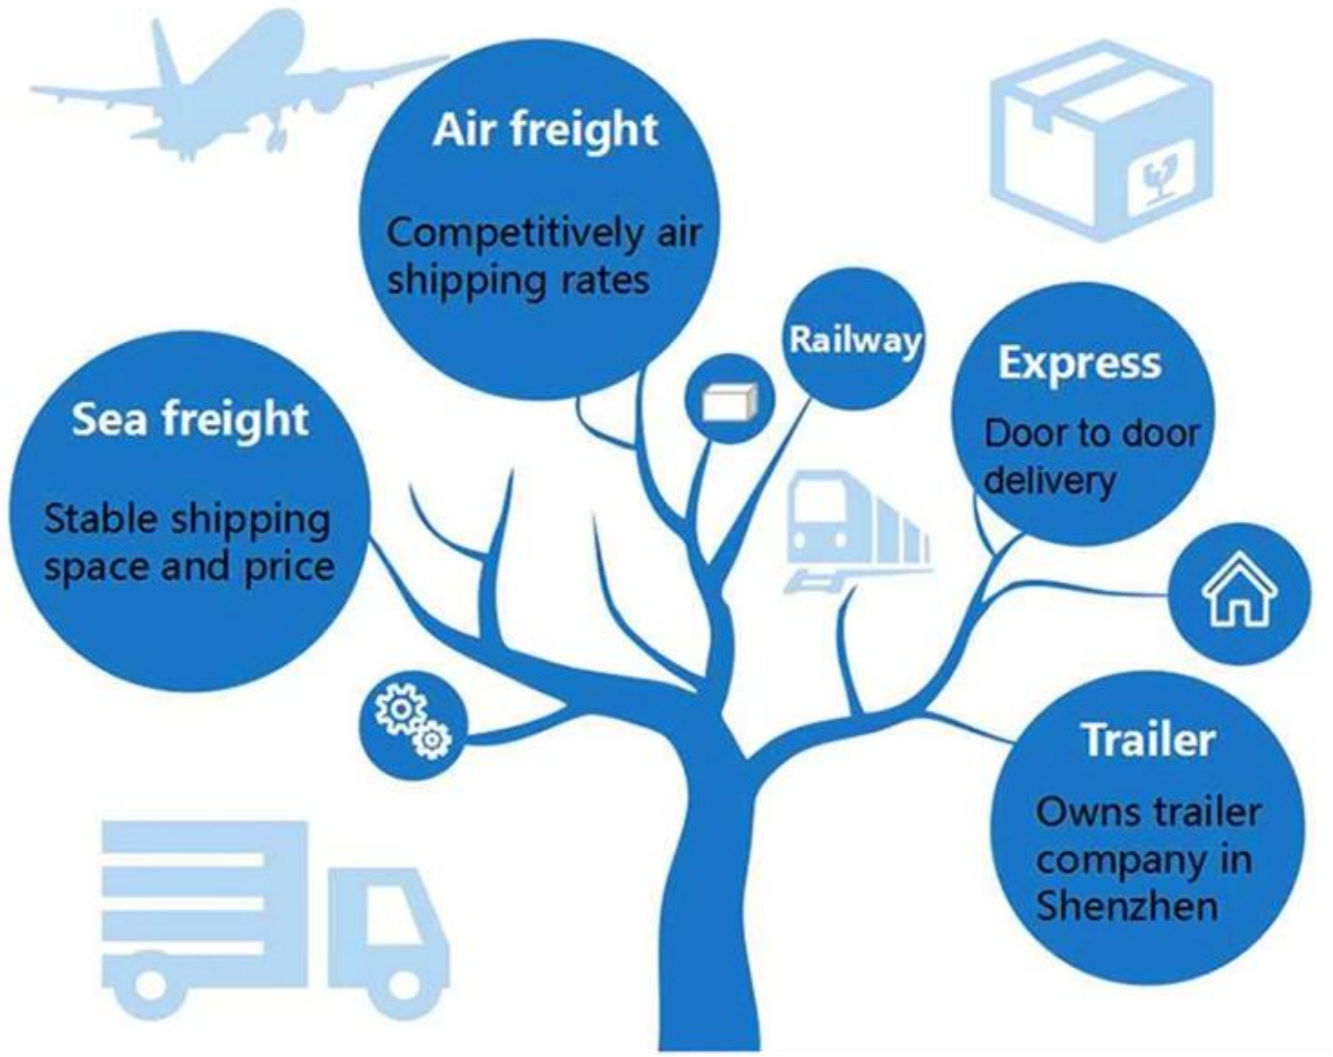 Air freight
Competitively air
shipping rates
Railway
Express
Door to door
delivery
Sea freight
Stable shipping
space and price
Trailer
Owns trailer
company in
Shenzhen